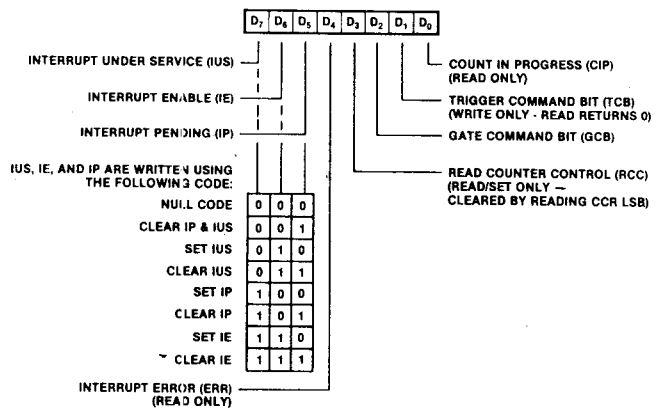 D7 D6 D5 D4 D3 D2 D1 D0
INTERRUPT UNDER SERVICE (IUS)
INTERRUPT ENABLE (IE)
INTERRUPT PENDING (IP)
IUS, IE, AND IP ARE WRITTEN USING
THE FOLLOWING CODE:
NULL CODE 0 0 0
CLEAR IP & IUS 0 0 1
SET IUS 0 1 0
CLEAR IUS 0 1 1
SET IP 1 0 0
CLEAR IP 1 0 1
SET IE 1 1 0
CLEAR IE 1 1 1
INTERRUPT ERROR (ERR)
(READ ONLY)
COUNT IN PROGRESS (CIP)
(READ ONLY)
TRIGGER COMMAND BIT (TCB)
(WRITE ONLY - READ RETURNS 0)
GATE COMMAND BIT (GCB)
READ COUNTER CONTROL (RCC)
(READ/SET ONLY —
CLEARED BY READING CCR LSB)